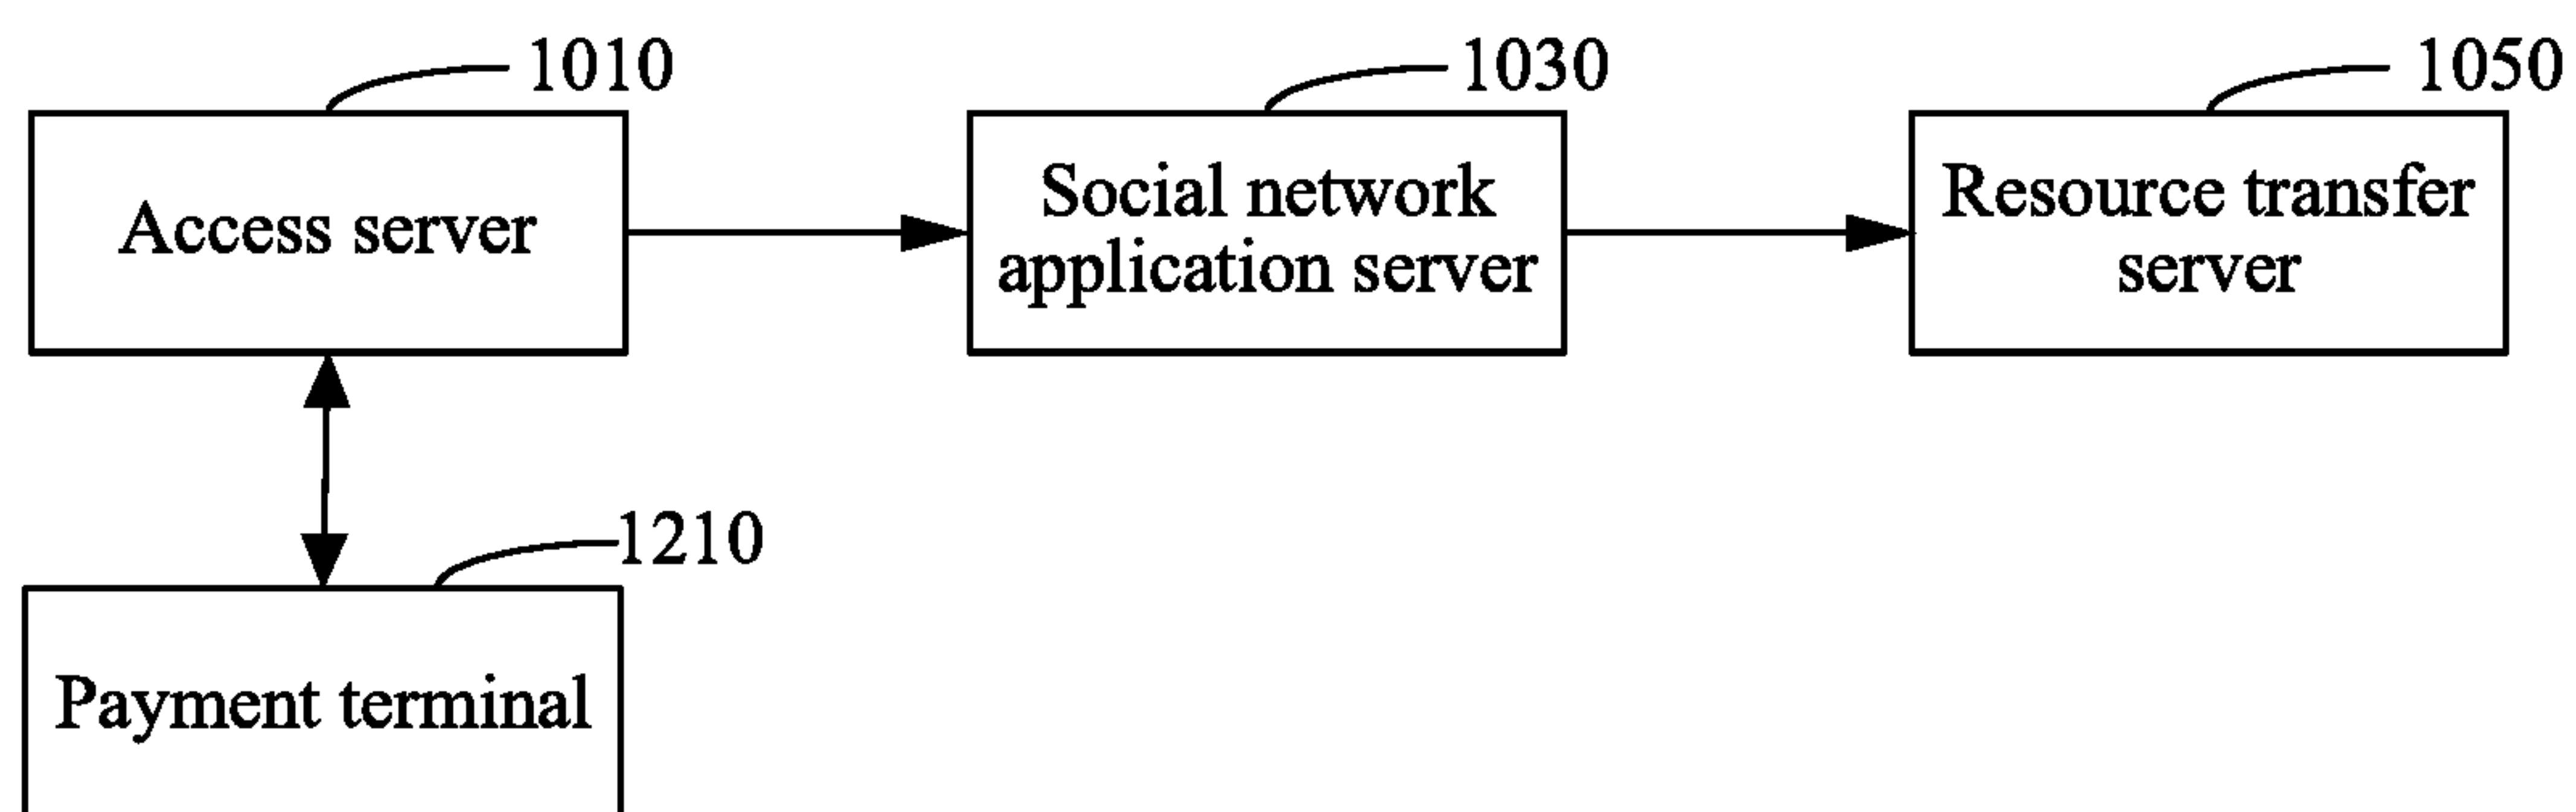 1010
1030
1050
Access server
Social network
application server
Resource transfer
server
1210
Payment terminal